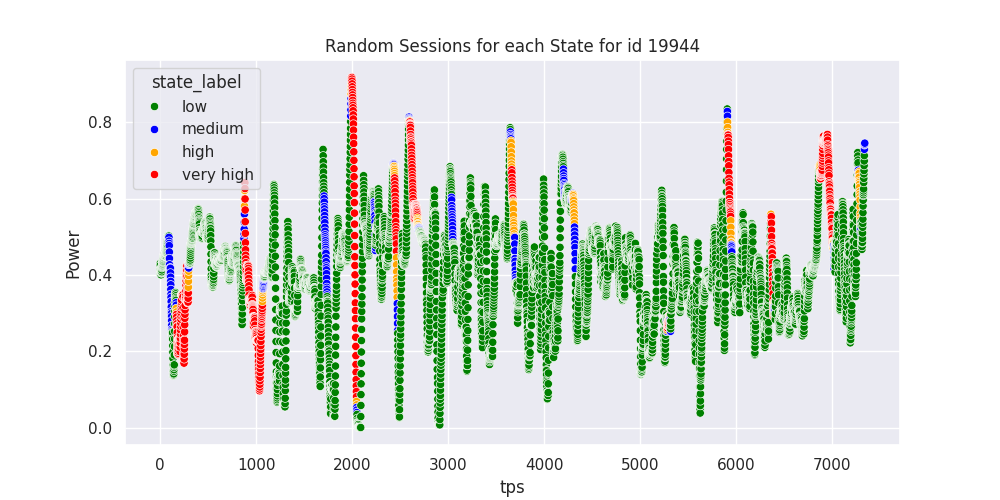 Random Sessions for each State for id 19944
state_label
low
medium
high
very high
Power
0.8
0.6
0.4
0.2
0.0
0
1000
2000
3000
4000
5000
6000
7000
tps